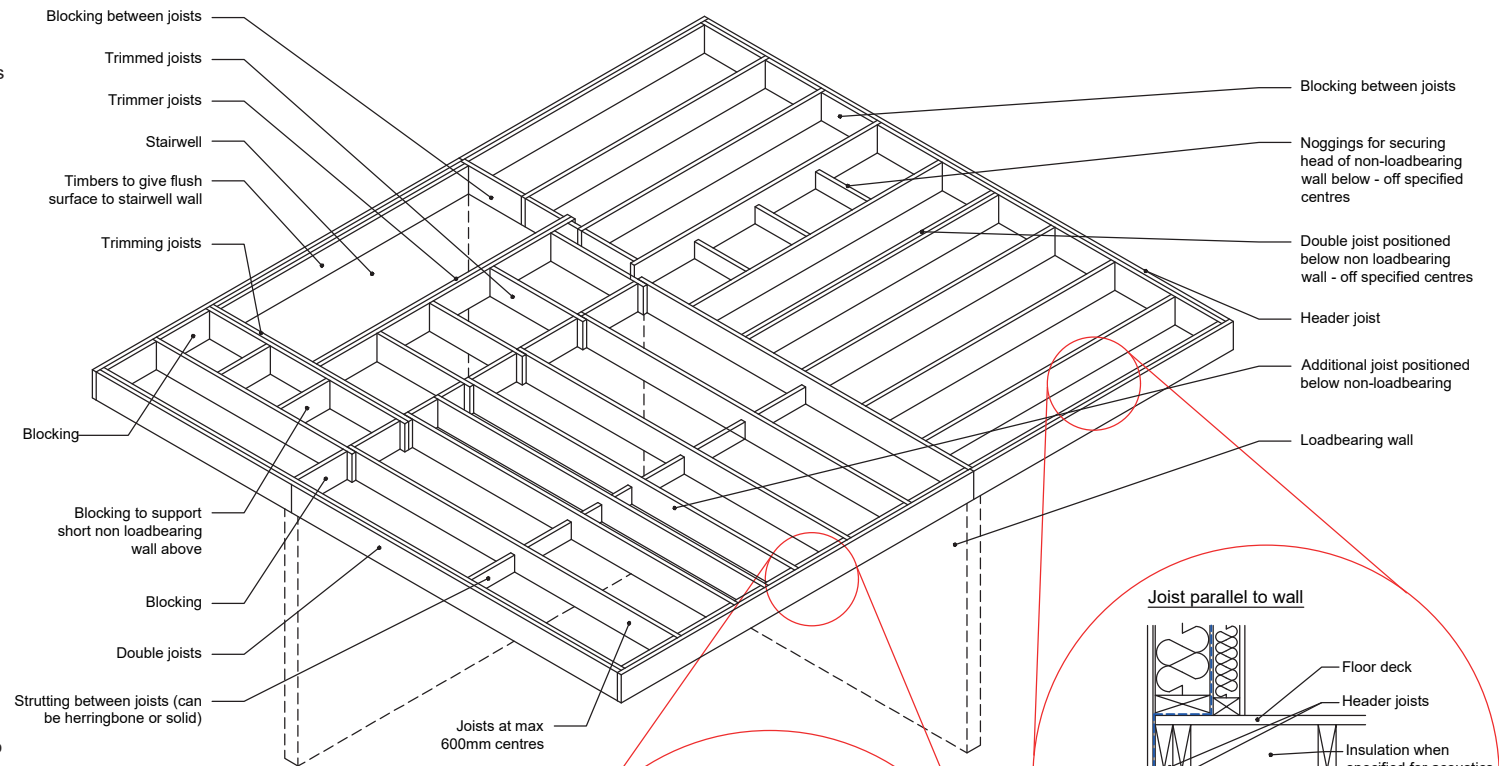 Blocking between joists
Trimmed joists
Trimmer joists
Stairwell
Timbers to give flush
surface to stairwell wall
Trimming joists
Blocking
Blocking to support
short non loadbearing
wall above
Blocking
Double joists
Strutting between joists (can
be herringbone or solid)
Joists at max
600mm centres
Blocking between joists
Noggings for securing
head of non-loadbearing
wall below - off specified
centres
Double joist positioned
below non loadbearing
wall - off specified centres
Header joist
Additional joist positioned
below non-loadbearing
Loadbearing wall
Joist parallel to wall
Floor deck
Header joists
Insulation when
specified for acoustics